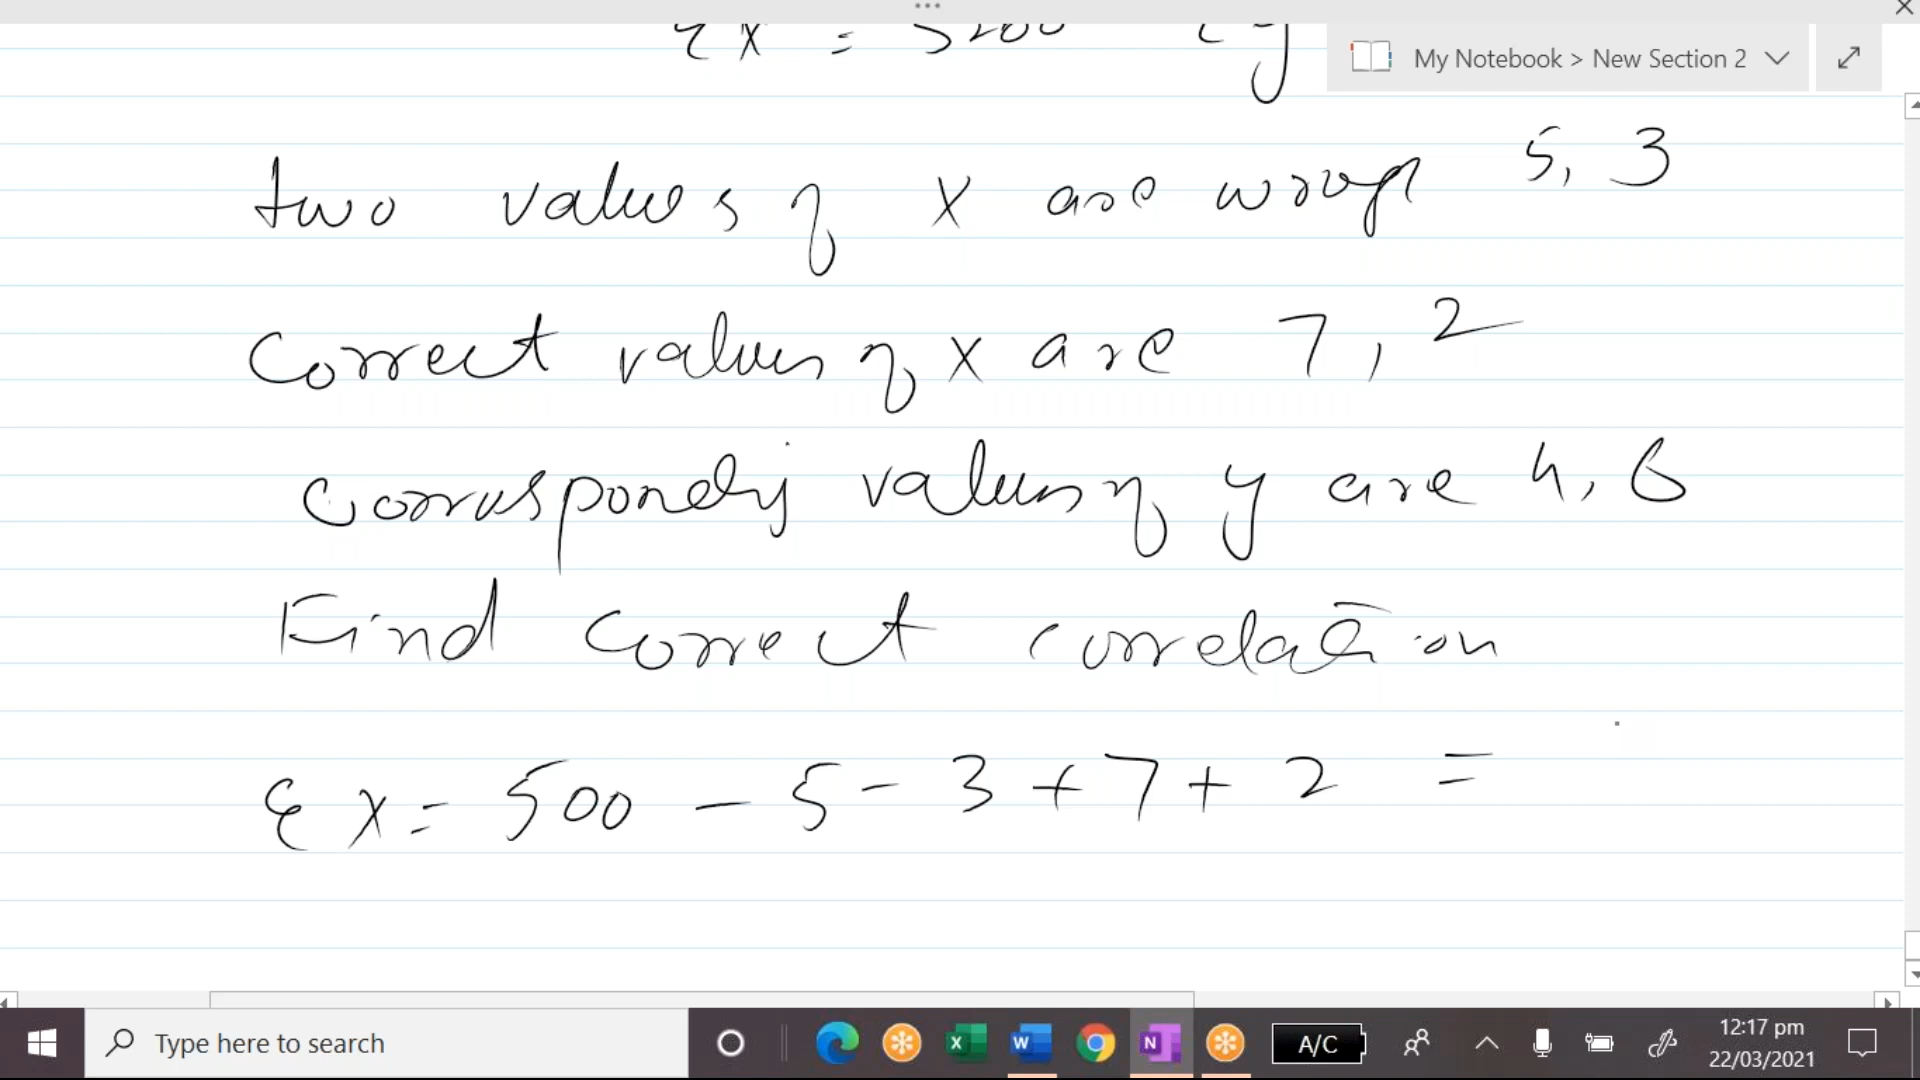 My Notebook > New Section 2
two values of x are wrong 5, 3
Correct values of x are 7, 2
Corresponding values of y are 4, 6
Find Correct Correlation
Σx = 500 - 5 - 3 + 7 + 2 =
Type here to search
A/C
12:17 pm
22/03/2021